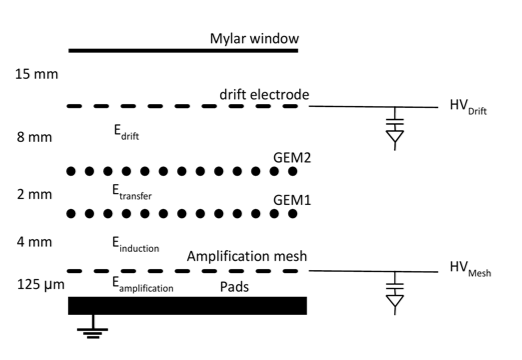 Mylar window
15 mm
drift electrode
HV_Drift
8 mm
E_drift
GEM2
2 mm
E_transfer
GEM1
4 mm
E_induction
Amplification mesh
HV_Mesh
125 µm
E_amplification
Pads